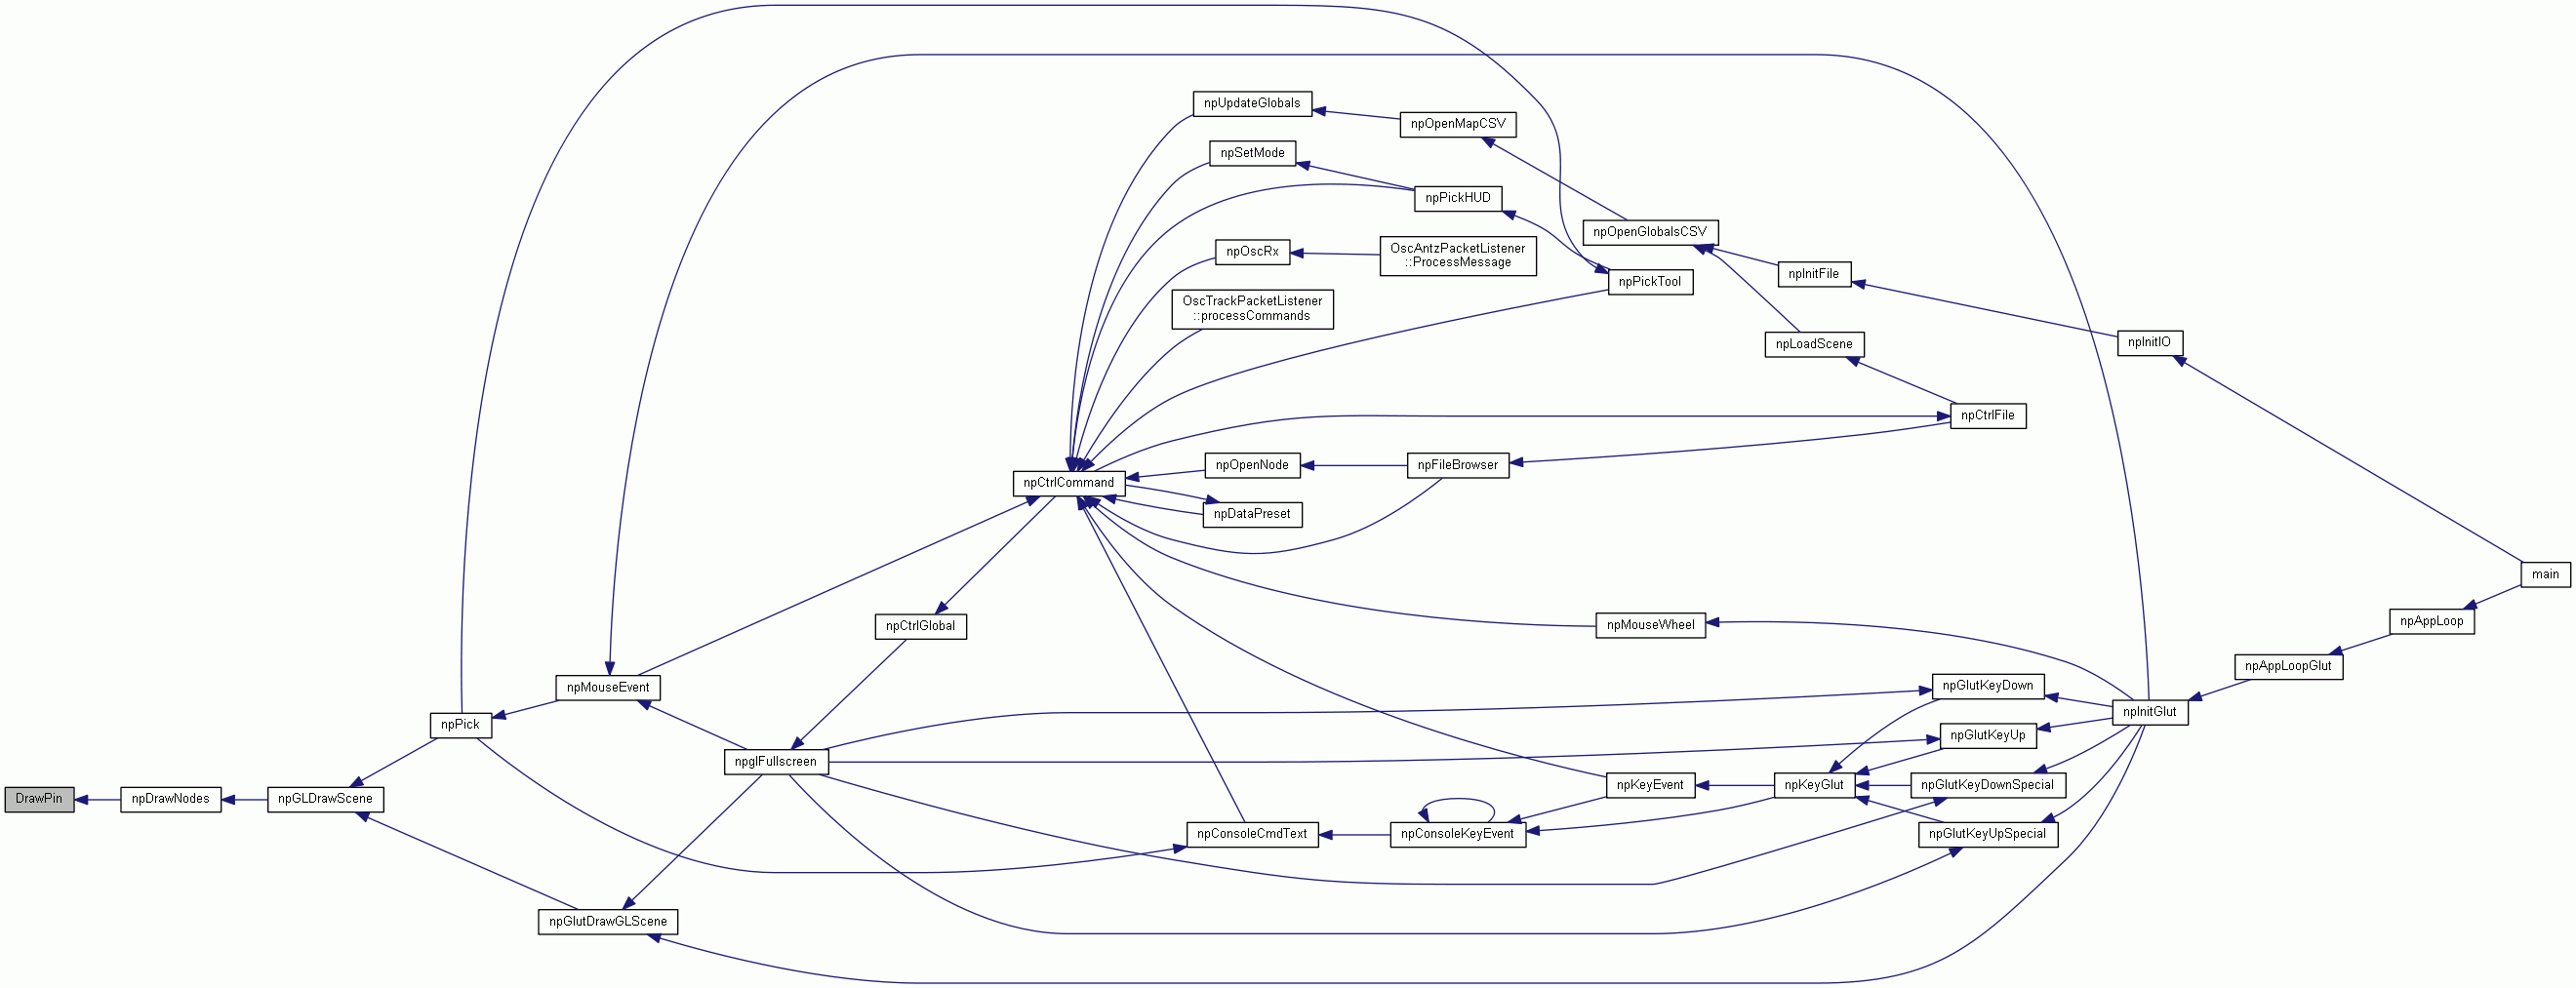 npUpdateGlobals
npOpenMapCSV
npSetMode
npPickHUD
npOpenGlobalsCSV
npOscRx
OscAntzPacketListener
::ProcessMessage
npInitFile
npPickTool
OscTrackPacketListener
::processCommands
npLoadScene
npInitIO
npCtrlFile
npOpenNode
npFileBrowser
npCtrlCommand
npDataPreset
main
npAppLoop
npCtrlGlobal
npMouseWheel
npAppLoopGlut
npMouseEvent
npGlutKeyDown
npInitGlut
npPick
npGlutKeyUp
npglFullscreen
npKeyEvent
npKeyGlut
npGlutKeyDownSpecial
DrawPin
npDrawNodes
npGLDrawScene
npConsoleCmdText
npConsoleKeyEvent
npGlutKeyUpSpecial
npGlutDrawGLScene